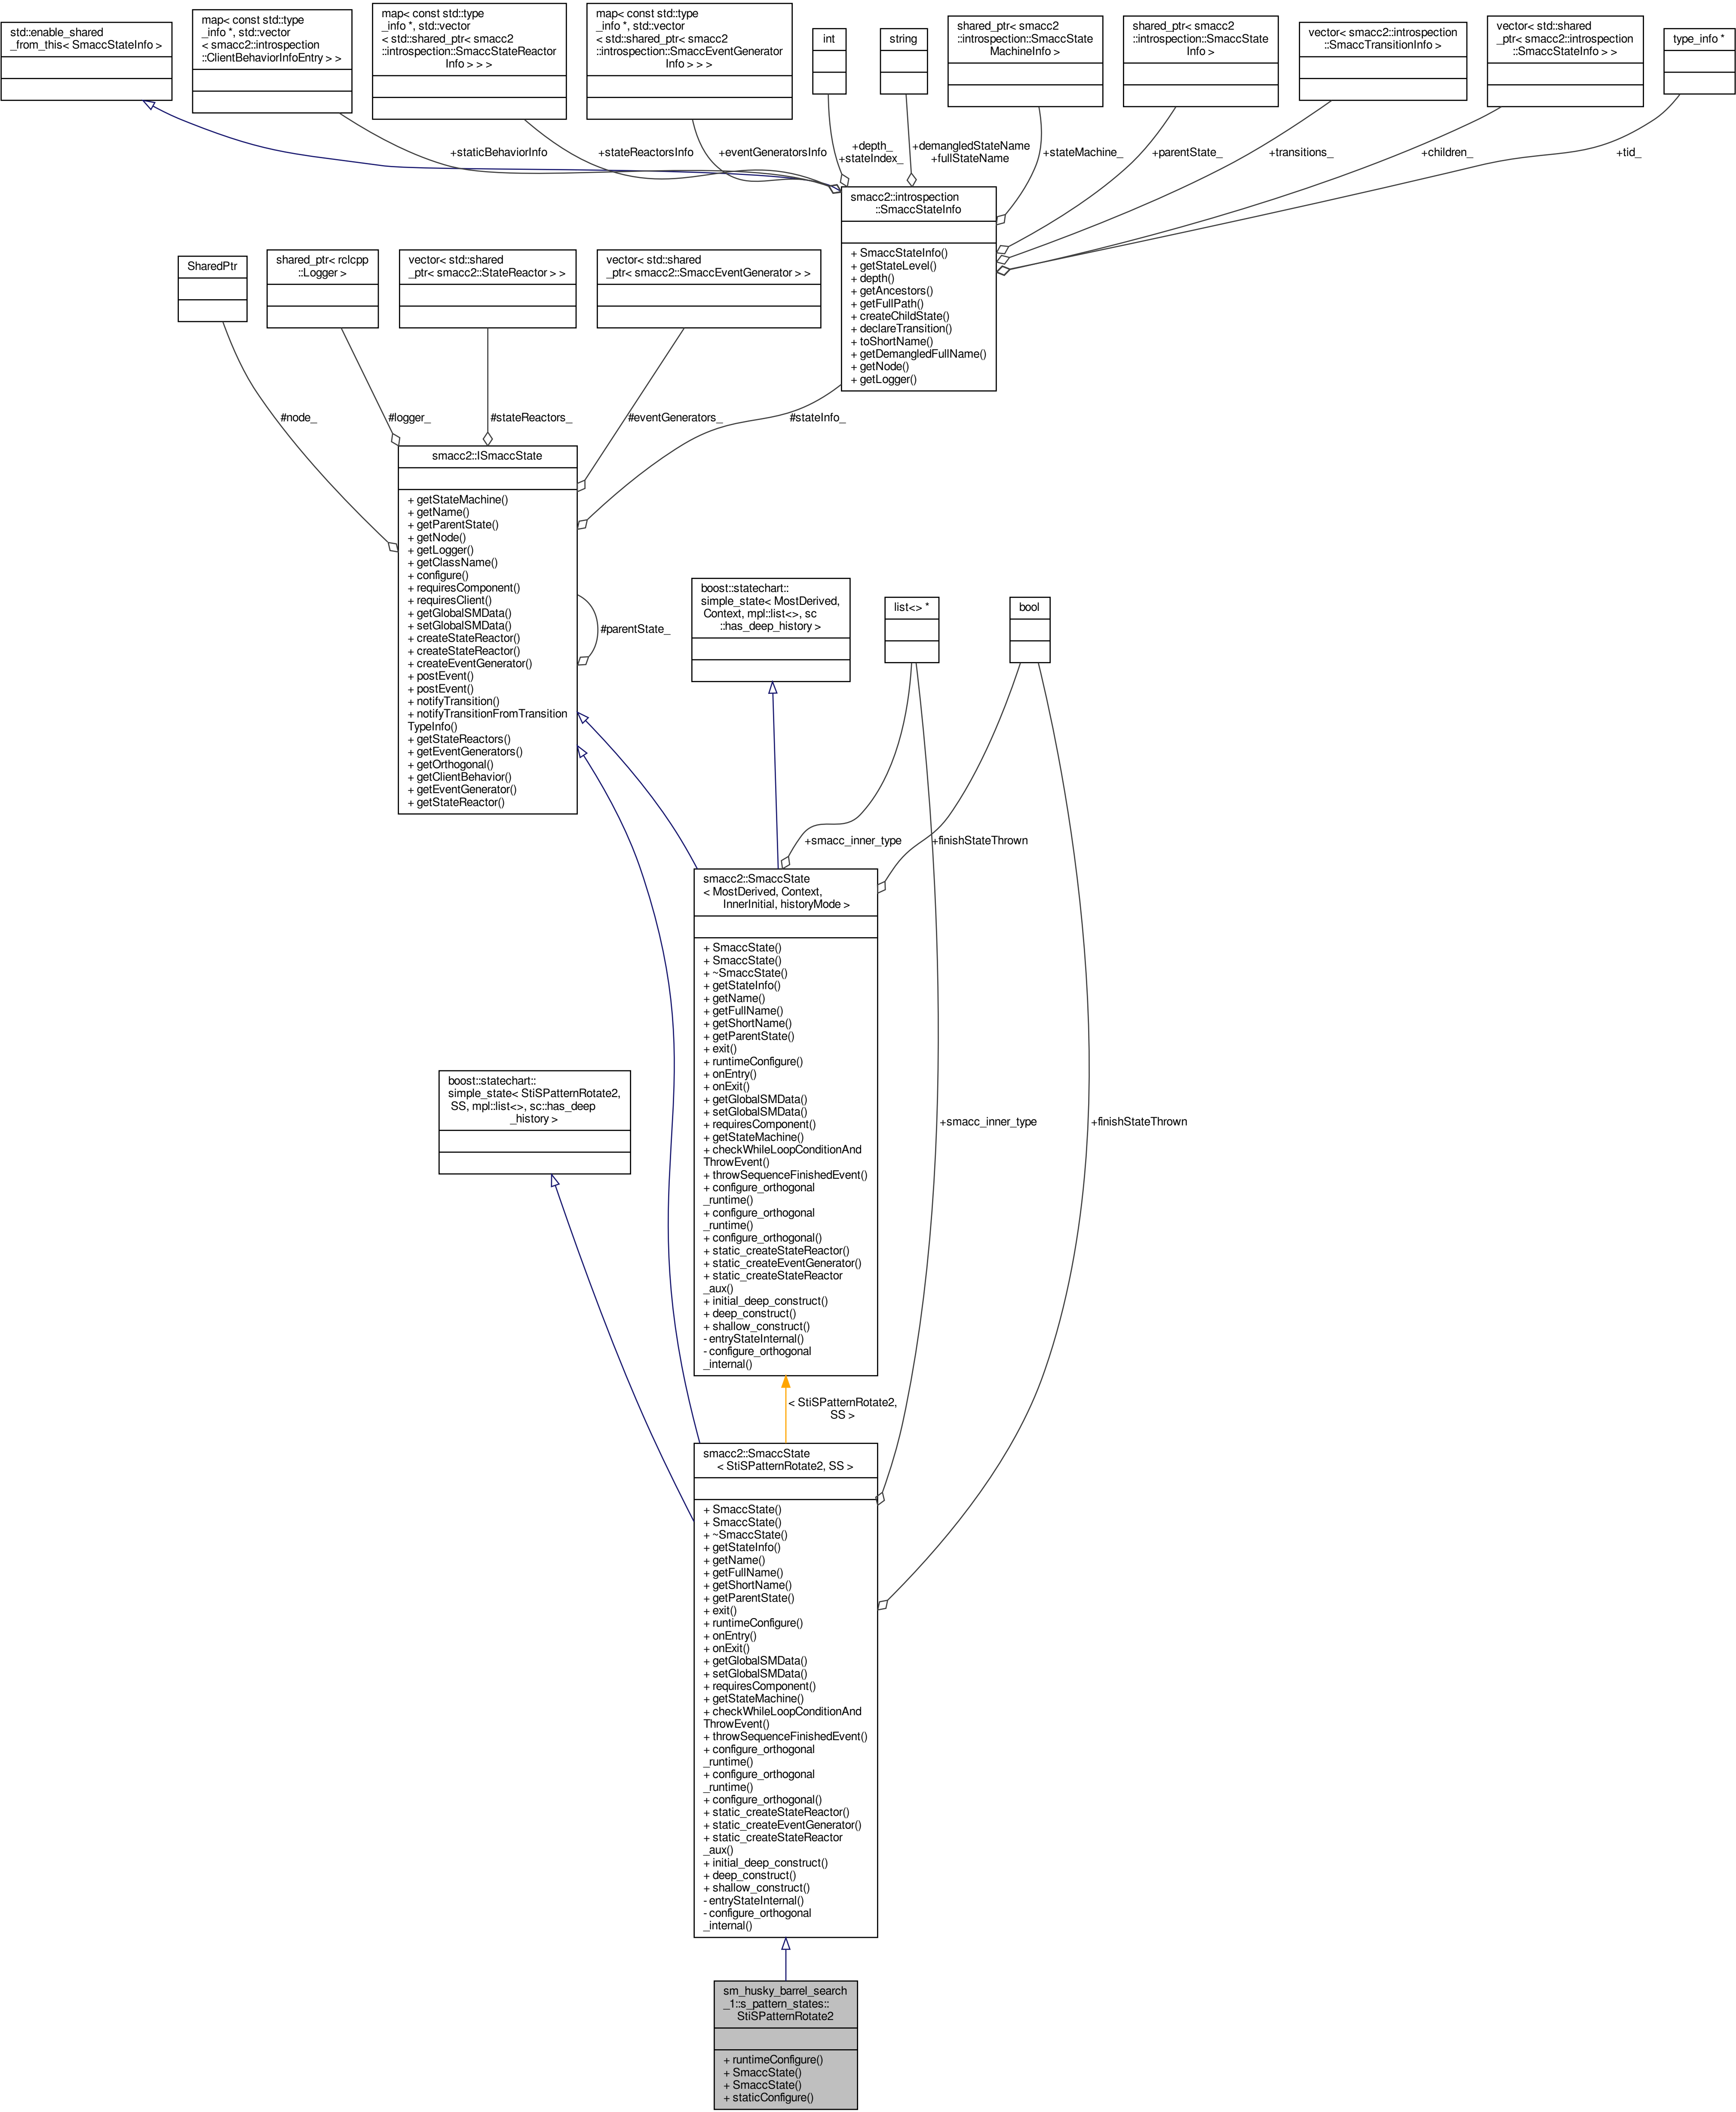 std::enable_shared
_from_this< SmaccStateInfo >
map< const std::type
_info *, std::vector
< smacc2::introspection
::ClientBehaviorInfoEntry > >
map< const std::type
_info *, std::vector
< std::shared_ptr< smacc2
::introspection::SmaccStateReactor
Info > > >
map< const std::type
_info *, std::vector
< std::shared_ptr< smacc2
::introspection::SmaccEventGenerator
Info > > >
int
string
shared_ptr< smacc2
::introspection::SmaccState
MachineInfo >
shared_ptr< smacc2
::introspection::SmaccState
Info >
vector< smacc2::introspection
::SmaccTransitionInfo >
vector< std::shared
_ptr< smacc2::introspection
::SmaccStateInfo > >
type_info *
+staticBehaviorInfo
+stateReactorsInfo
+eventGeneratorsInfo
+depth_
+stateIndex_
+demangledStateName
+fullStateName
+stateMachine_
+parentState_
+transitions_
+children_
+tid_
smacc2::introspection
::SmaccStateInfo
+ SmaccStateInfo()
+ getStateLevel()
+ depth()
+ getAncestors()
+ getFullPath()
+ createChildState()
+ declareTransition()
+ toShortName()
+ getDemangledFullName()
+ getNode()
+ getLogger()
SharedPtr
shared_ptr< rclcpp
::Logger >
vector< std::shared
_ptr< smacc2::StateReactor > >
vector< std::shared
_ptr< smacc2::SmaccEventGenerator > >
#node_
#logger_
#stateReactors_
#eventGenerators_
#stateInfo_
smacc2::ISmaccState
+ getStateMachine()
+ getName()
+ getParentState()
+ getNode()
+ getLogger()
+ getClassName()
+ configure()
+ requiresComponent()
+ requiresClient()
+ getGlobalSMData()
+ setGlobalSMData()
+ createStateReactor()
+ createStateReactor()
+ createEventGenerator()
+ postEvent()
+ postEvent()
+ notifyTransition()
+ notifyTransitionFromTransition
TypeInfo()
+ getStateReactors()
+ getEventGenerators()
+ getOrthogonal()
+ getClientBehavior()
+ getEventGenerator()
+ getStateReactor()
#parentState_
boost::statechart::
simple_state< MostDerived,
Context, mpl::list<>, sc
::has_deep_history >
list<> *
bool
+smacc_inner_type
+finishStateThrown
smacc2::SmaccState
< MostDerived, Context,
InnerInitial, historyMode >
+ SmaccState()
+ SmaccState()
+ ~SmaccState()
+ getStateInfo()
+ getName()
+ getFullName()
+ getShortName()
+ getParentState()
+ exit()
+ runtimeConfigure()
+ onEntry()
+ onExit()
+ getGlobalSMData()
+ setGlobalSMData()
+ requiresComponent()
+ getStateMachine()
+ checkWhileLoopConditionAnd
ThrowEvent()
+ throwSequenceFinishedEvent()
+ configure_orthogonal
_runtime()
+ configure_orthogonal
_runtime()
+ configure_orthogonal()
+ static_createStateReactor()
+ static_createEventGenerator()
+ static_createStateReactor
_aux()
+ initial_deep_construct()
+ deep_construct()
+ shallow_construct()
- entryStateInternal()
- configure_orthogonal
_internal()
boost::statechart::
simple_state< StiSPatternRotate2,
SS, mpl::list<>, sc::has_deep
_history >
+smacc_inner_type
+finishStateThrown
< StiSPatternRotate2,
SS >
smacc2::SmaccState
< StiSPatternRotate2, SS >
+ SmaccState()
+ SmaccState()
+ ~SmaccState()
+ getStateInfo()
+ getName()
+ getFullName()
+ getShortName()
+ getParentState()
+ exit()
+ runtimeConfigure()
+ onEntry()
+ onExit()
+ getGlobalSMData()
+ setGlobalSMData()
+ requiresComponent()
+ getStateMachine()
+ checkWhileLoopConditionAnd
ThrowEvent()
+ throwSequenceFinishedEvent()
+ configure_orthogonal
_runtime()
+ configure_orthogonal
_runtime()
+ configure_orthogonal()
+ static_createStateReactor()
+ static_createEventGenerator()
+ static_createStateReactor
_aux()
+ initial_deep_construct()
+ deep_construct()
+ shallow_construct()
- entryStateInternal()
- configure_orthogonal
_internal()
sm_husky_barrel_search
_1::s_pattern_states::
StiSPatternRotate2
+ runtimeConfigure()
+ SmaccState()
+ SmaccState()
+ staticConfigure()